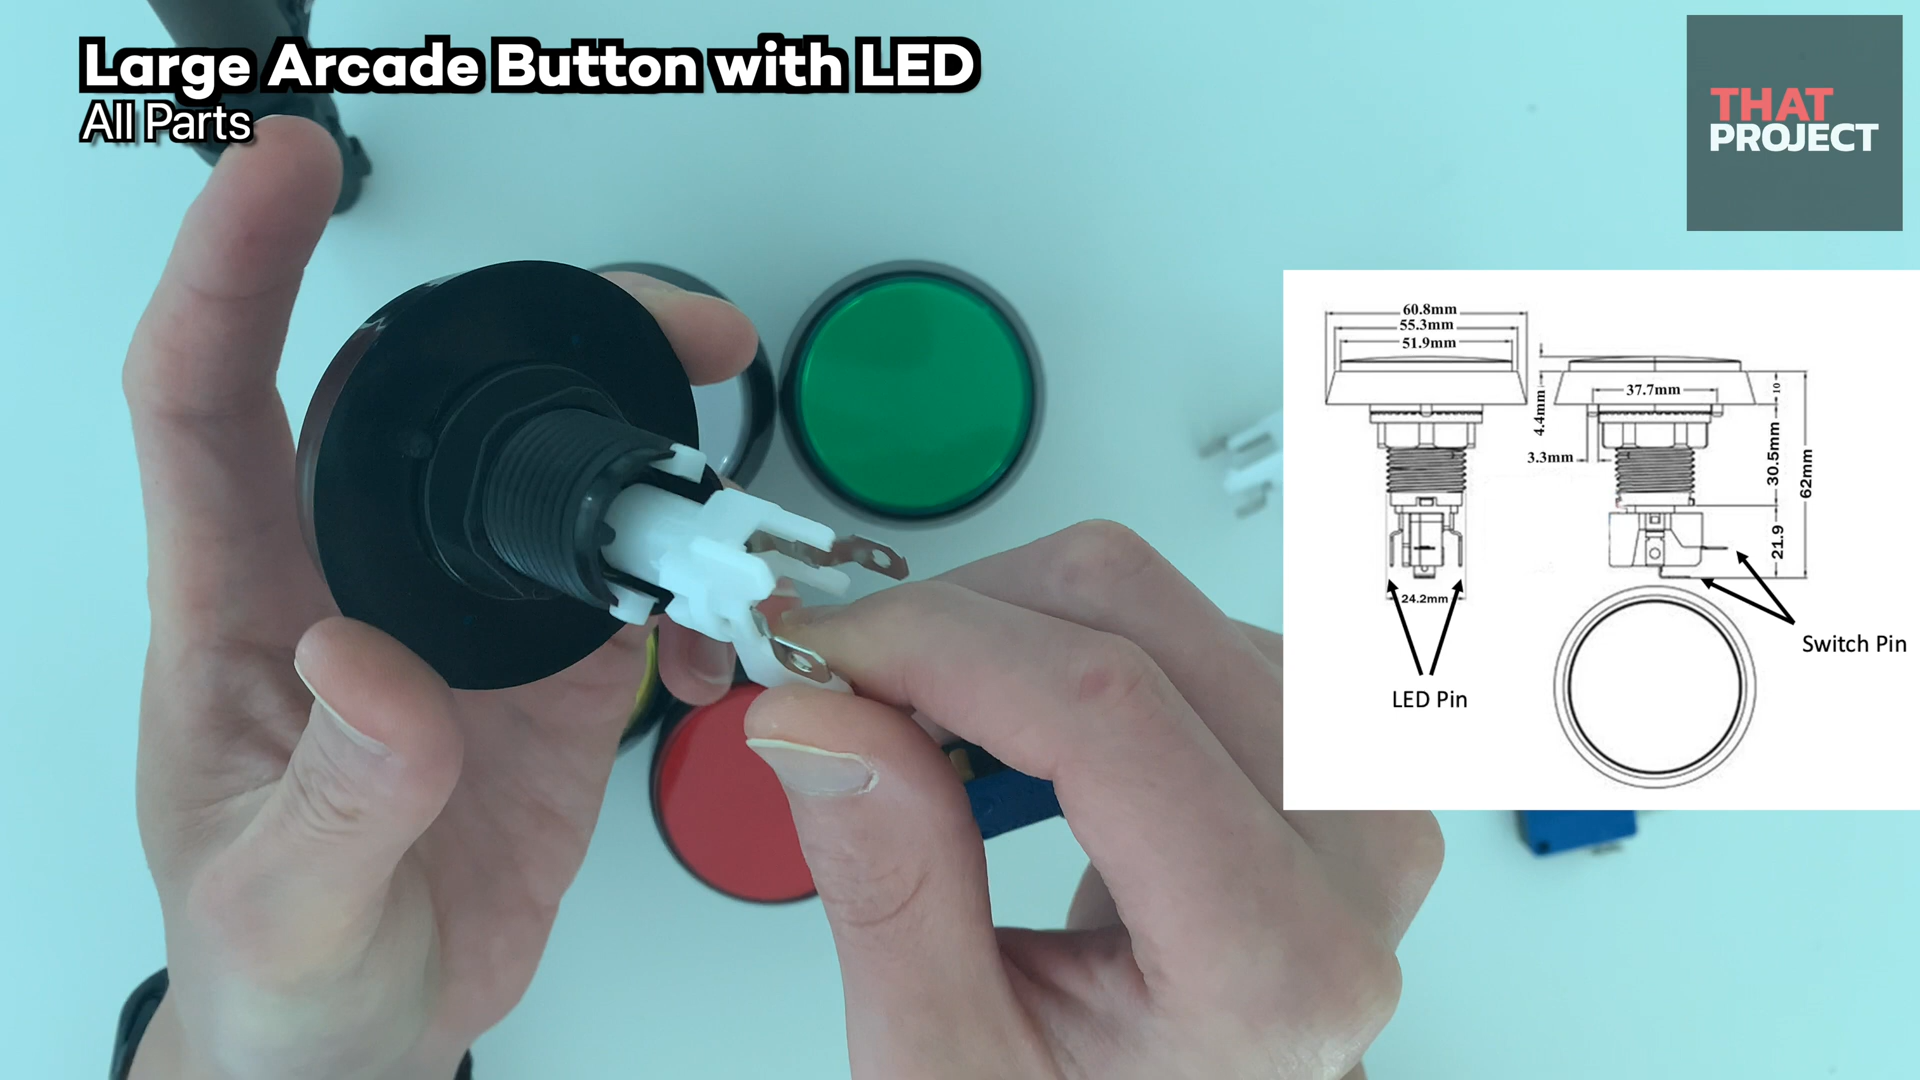 Large Arcade Button with LED
All Parts
THAT
PROJECT
60.8mm
55.3mm
51.9mm
37.7mm
10
4.4mm
3.3mm
30.5mm
62mm
21.9
24.2mm
Switch Pin
LED Pin